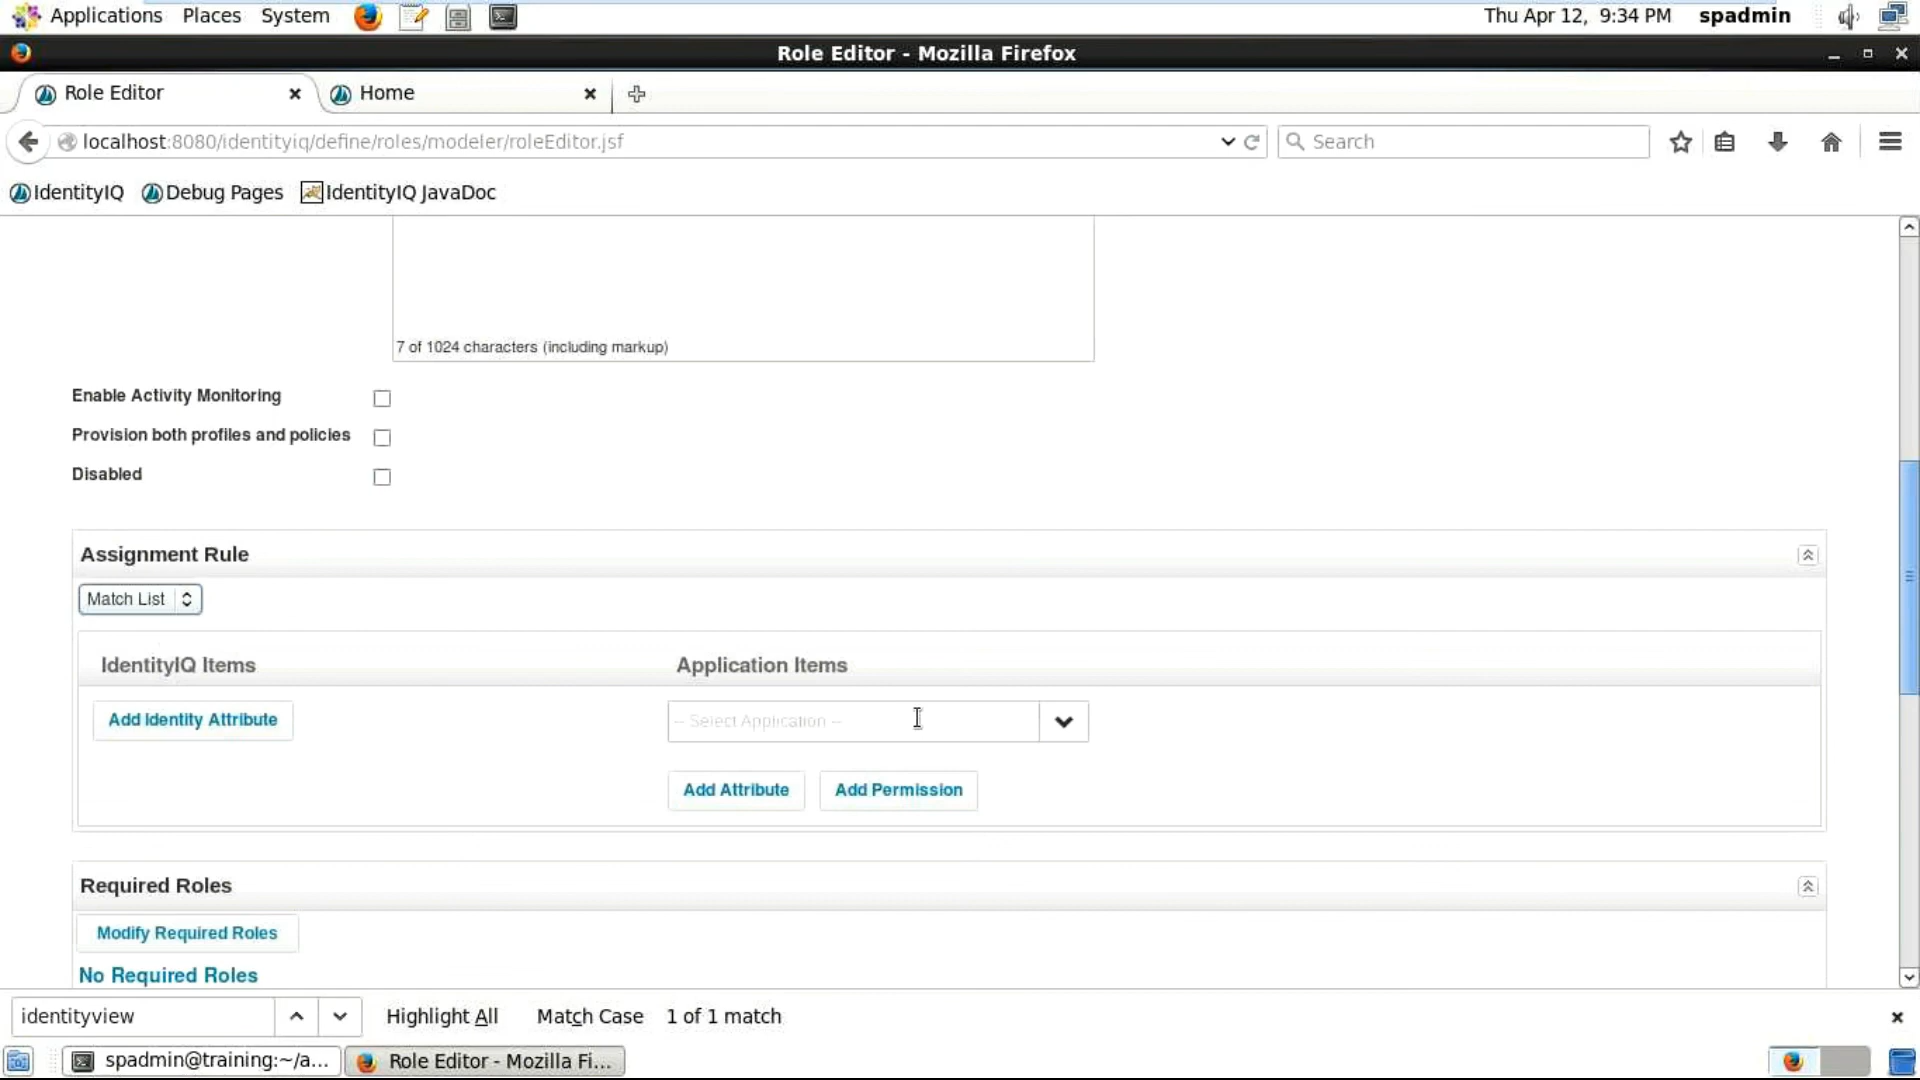 Applications Places System
Thu Apr 12, 9:34 PM spadmin
Role Editor - Mozilla Firefox
Role Editor
Home
localhost:8080/identityiq/define/roles/modeler/roleEditor.jsf
Search
IdentityIQ Debug Pages IdentityIQ JavaDoc
7 of 1024 characters (including markup)
Enable Activity Monitoring
Provision both profiles and policies
Disabled
Assignment Rule
Match List
IdentityIQ Items Application Items
Add Identity Attribute -- Select Application --
Add Attribute Add Permission
Required Roles
Modify Required Roles
No Required Roles
identityview Highlight All Match Case 1 of 1 match
spadmin@training:~/a... Role Editor - Mozilla Fi...